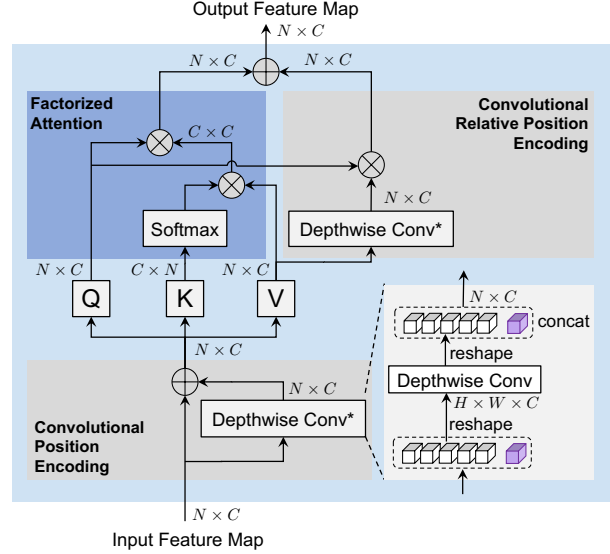 Output Feature Map
N × C
N × C
N × C
Factorized
Attention
C × C
Convolutional
Relative Position
Encoding
N × C
Softmax
Depthwise Conv*
N × C
C × N
N × C
Q
K
V
N × C
N × C
concat
reshape
Depthwise Conv
H × W × C
reshape
N × C
Depthwise Conv*
Convolutional
Position
Encoding
N × C
Input Feature Map